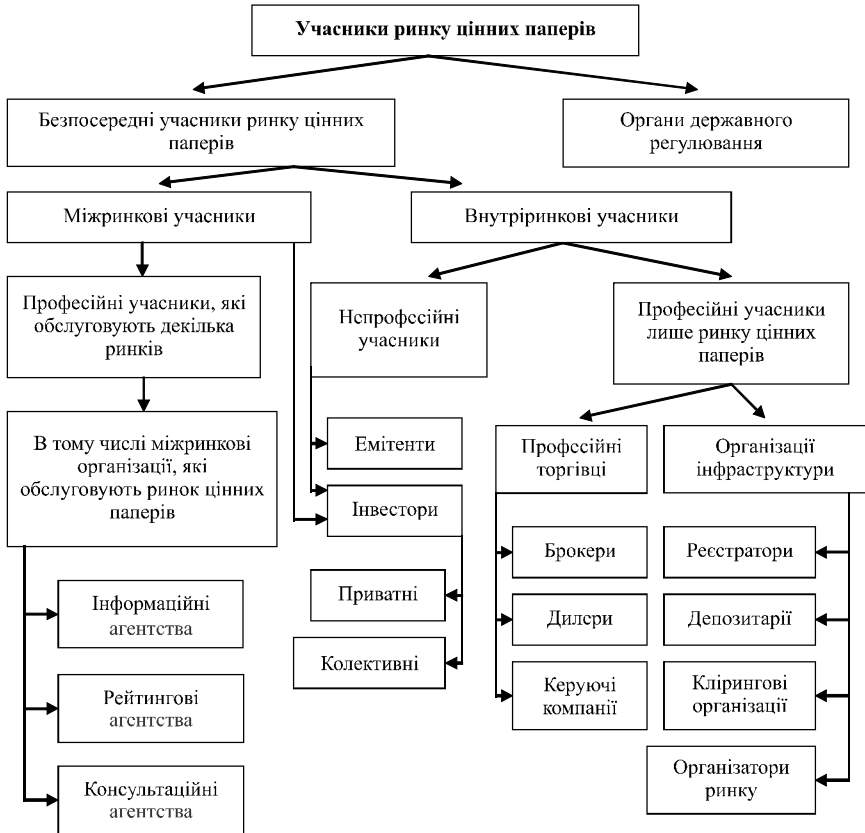 Учасники ринку цінних паперів
Безпосередні учасники ринку цінних
паперів
Органи державного
регулювання
Міжринкові учасники
Внутріринкові учасники
Професійні учасники, які
обслуговують декілька
ринків
Непрофесійні
учасники
Професійні учасники
лише ринку цінних
паперів
В тому числі міжринкові
організації, які
обслуговують ринок цінних
паперів
Емітенти
Інвестори
Приватні
Колективні
Професійні
торгівці
Організації
інфраструктури
Брокери
Дилери
Керуючі
компанії
Реєстратори
Депозитарії
Клірингові
організації
Організатори
ринку
Інформаційні
агентства
Рейтингові
агентства
Консультаційні
агентства